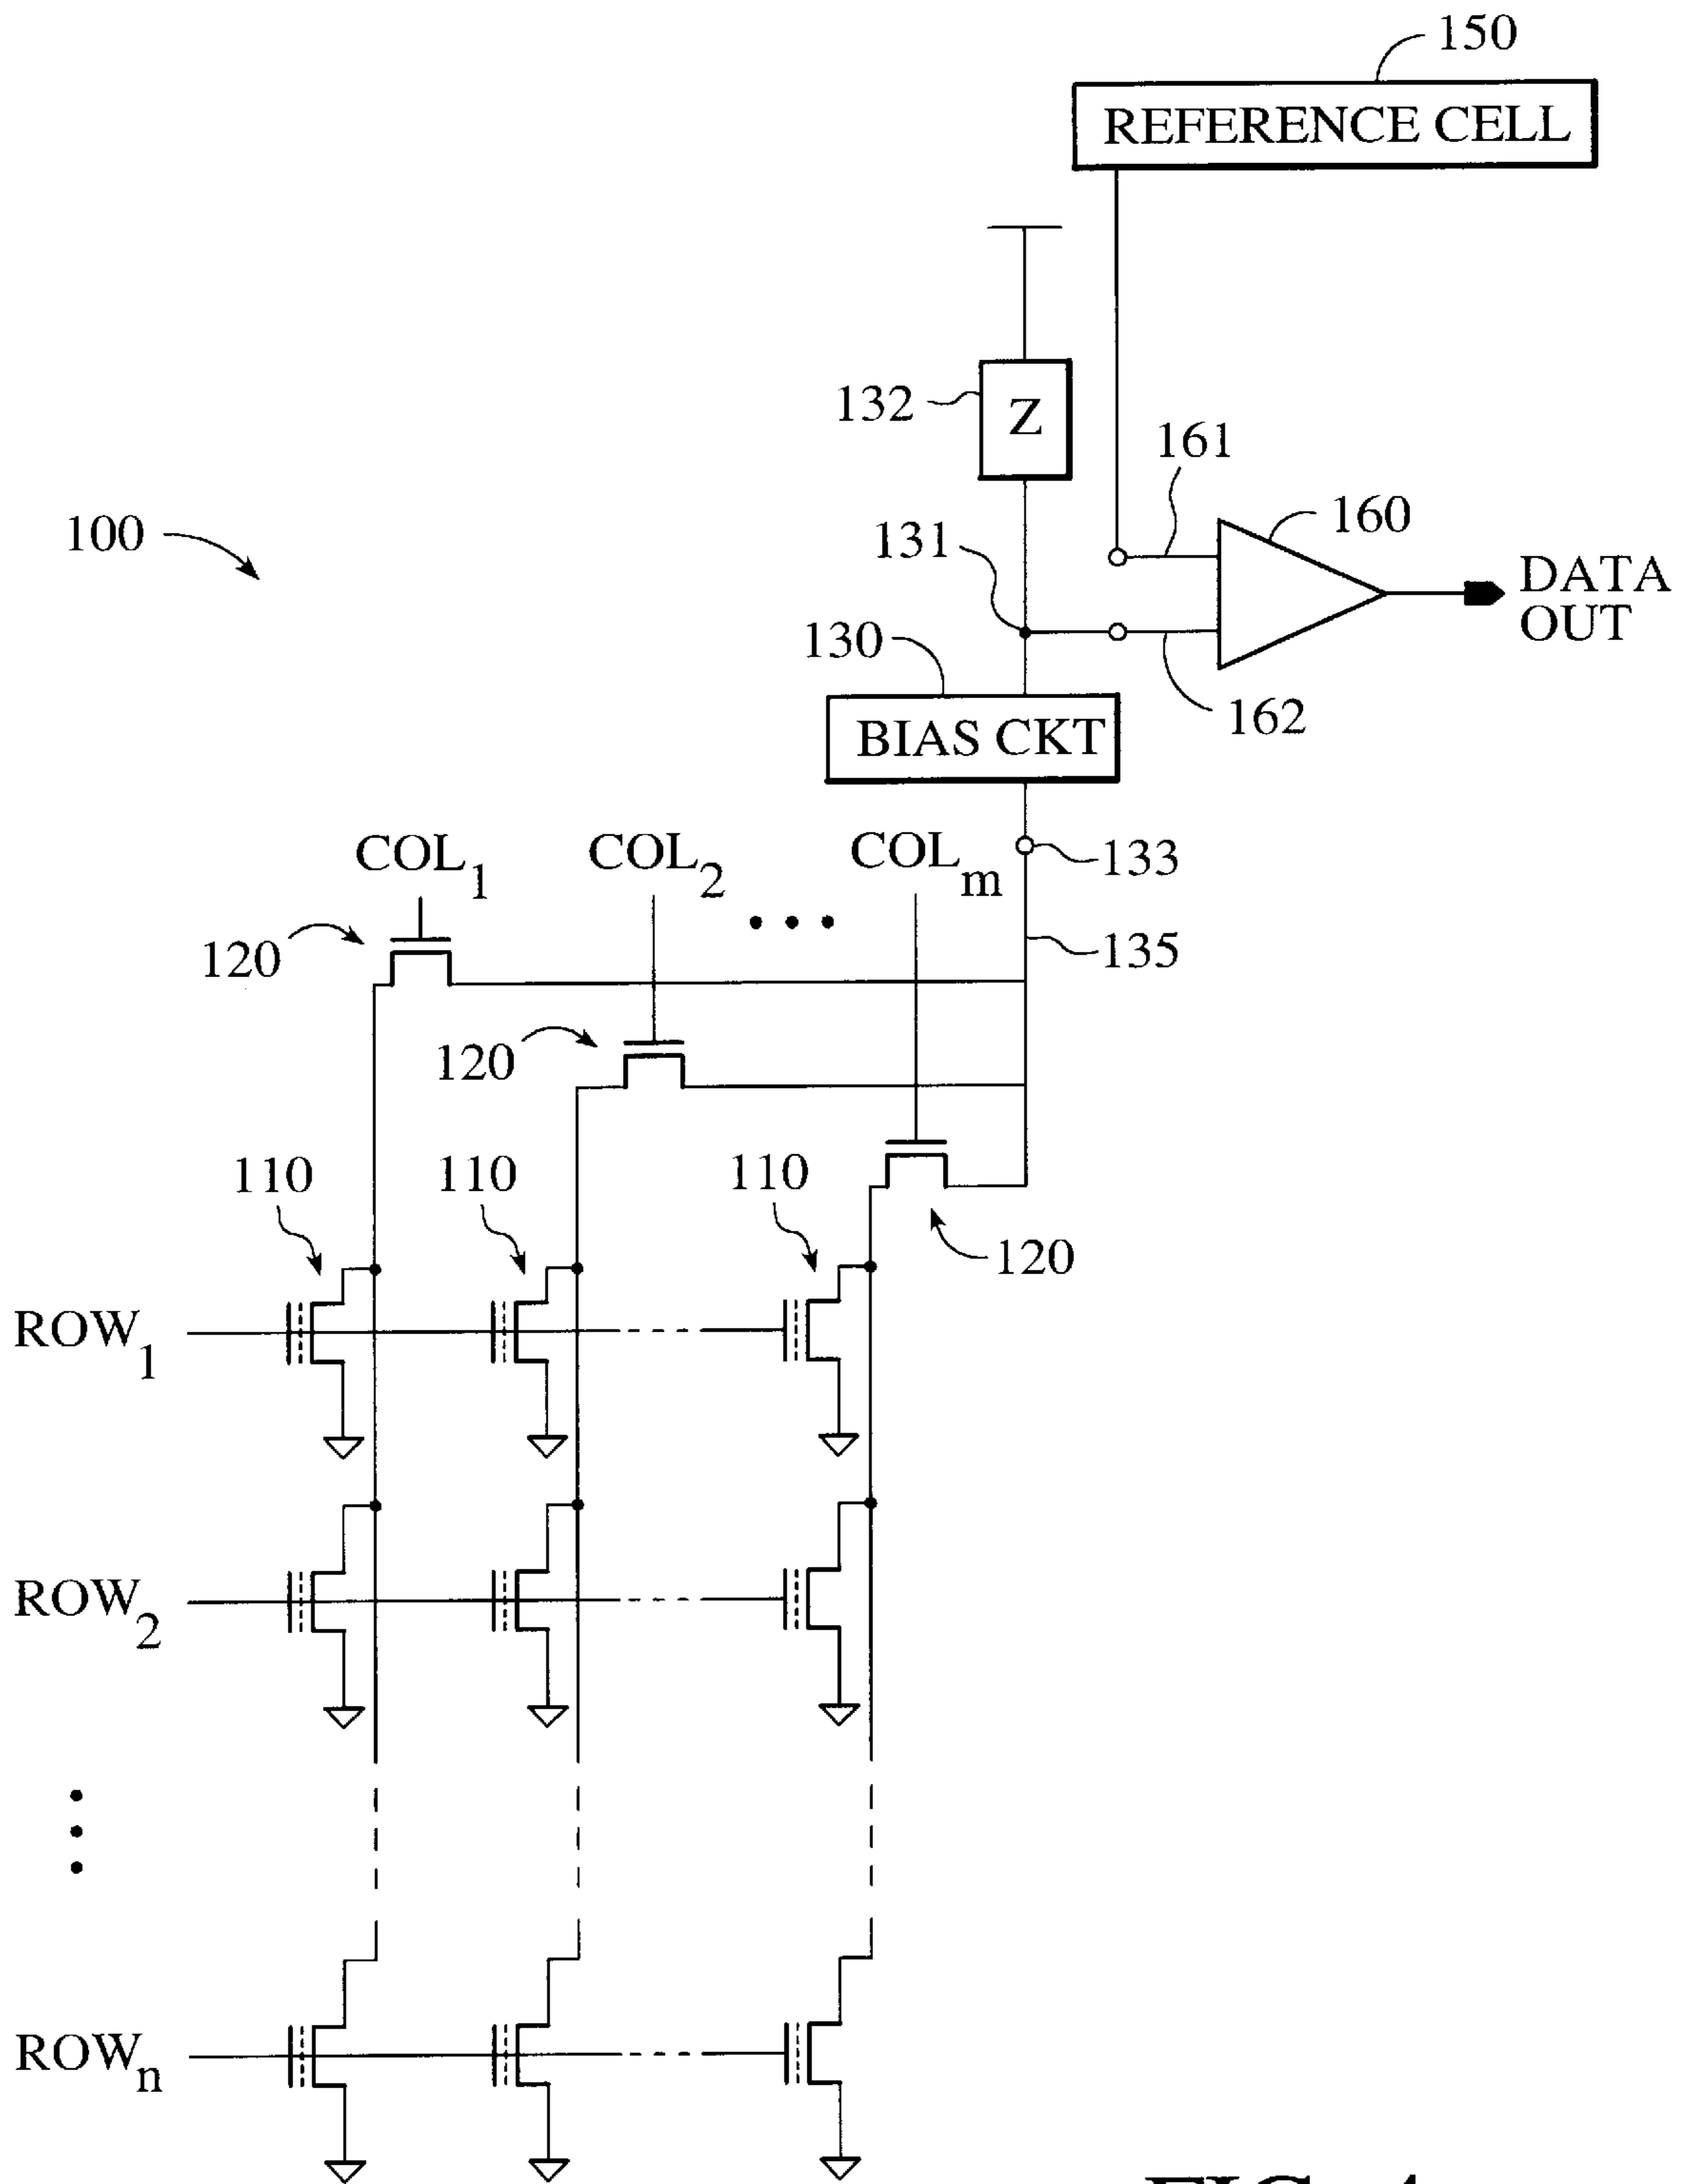 150
REFERENCE CELL
132
Z
161
100
131
160
DATA
OUT
130
162
BIAS CKT
COL1
COL2
COLm
133
120
135
120
110
110
110
120
ROW1
ROW2
ROWn